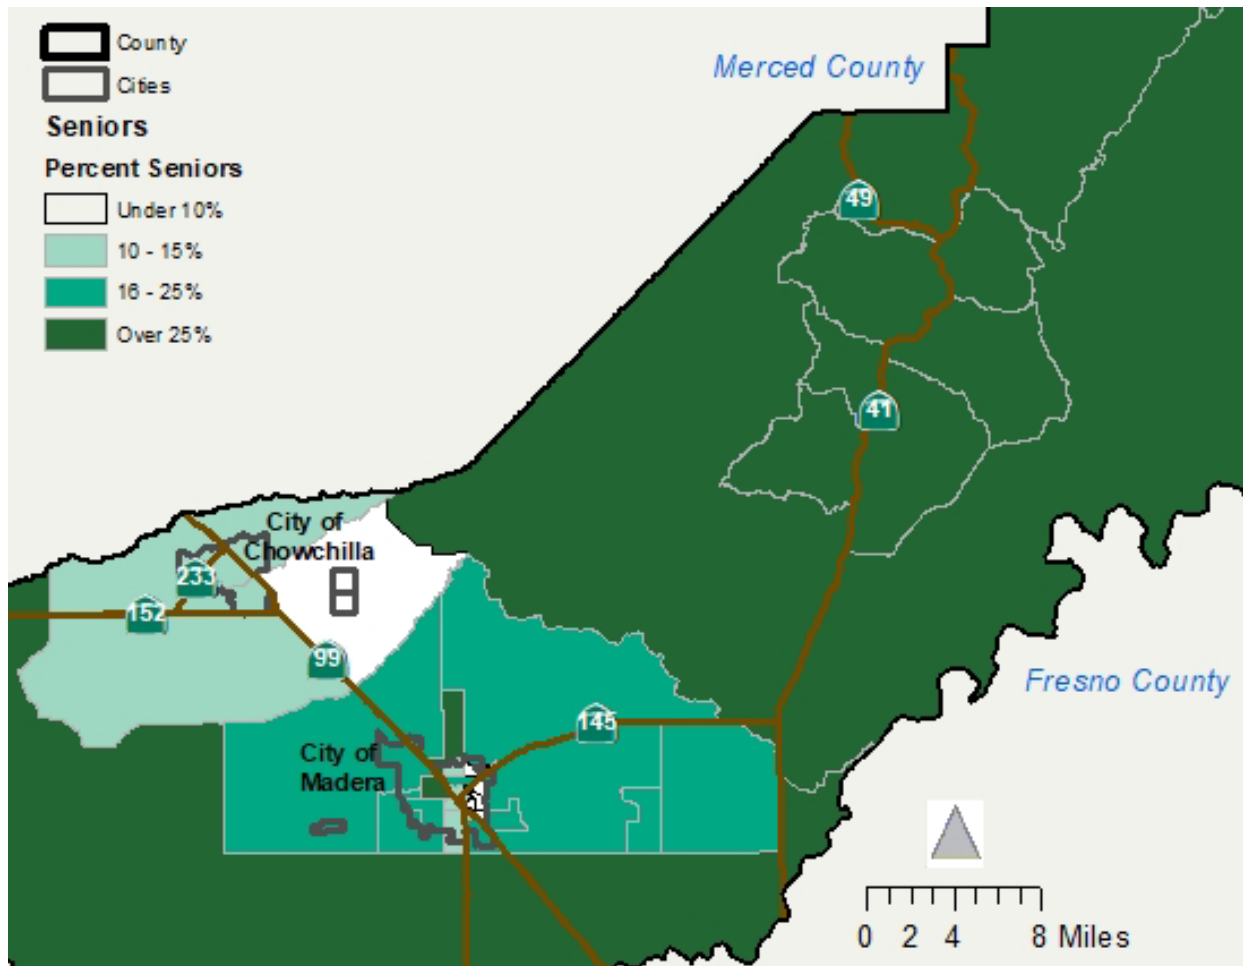 County
Cities
Seniors
Percent Seniors
Under 10%
10 - 15%
16 - 25%
Over 25%
Merced County
49
41
City of
Chowchilla
233
152
99
Fresno County
145
City of
Madera
0 2 4 8 Miles